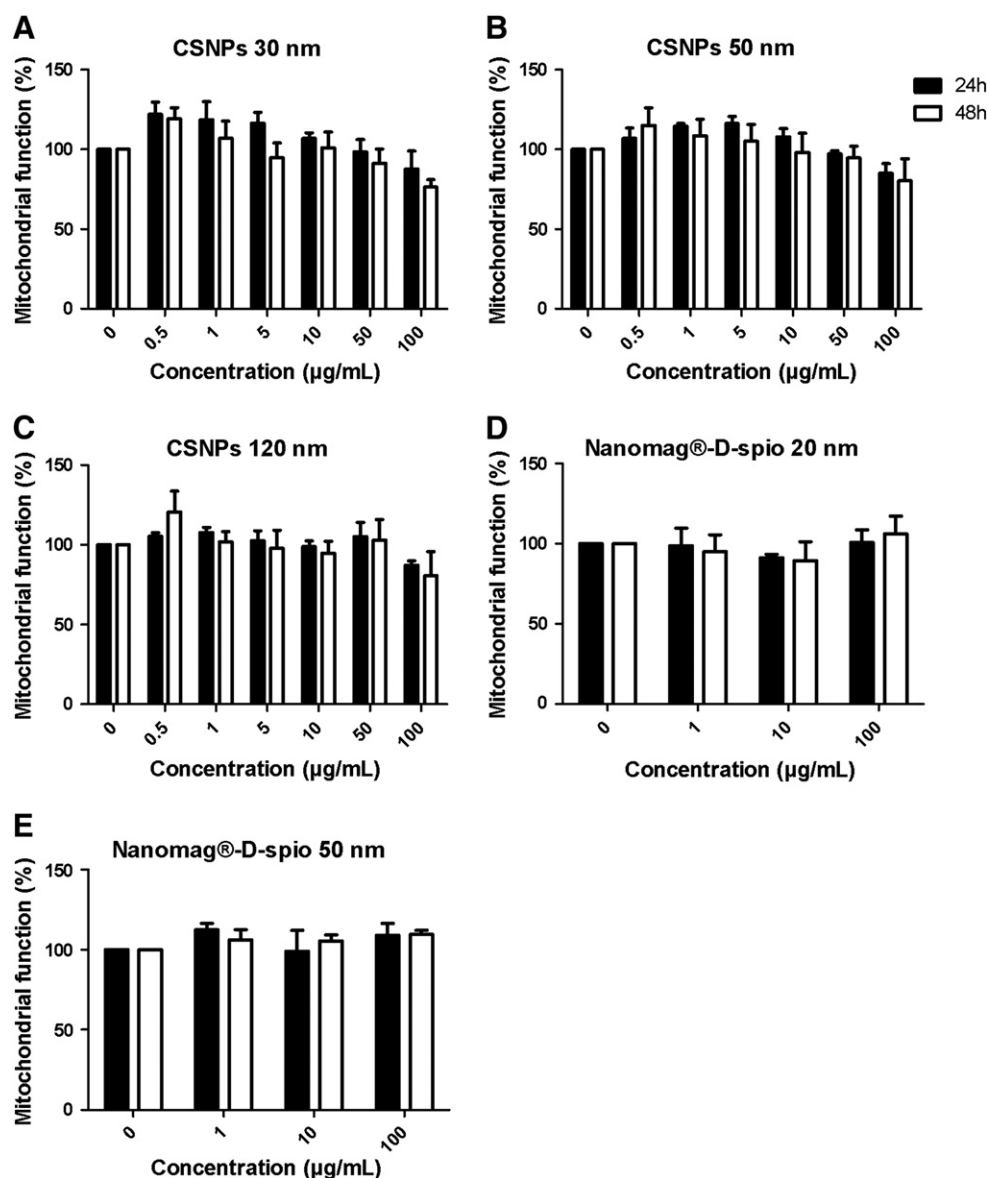 A
CSNPs 30 nm
Mitochondrial function (%)
150
100
50
0
0 0.5 1 5 10 50 100
Concentration (µg/mL)
B
CSNPs 50 nm
Mitochondrial function (%)
150
100
50
0
0 0.5 1 5 10 50 100
Concentration (µg/mL)
24h
48h
C
CSNPs 120 nm
Mitochondrial function (%)
150
100
50
0
0 0.5 1 5 10 50 100
Concentration (µg/mL)
D
Nanomag®-D-spio 20 nm
Mitochondrial function (%)
150
100
50
0
0 1 10 100
Concentration (µg/mL)
E
Nanomag®-D-spio 50 nm
Mitochondrial function (%)
150
100
50
0
0 1 10 100
Concentration (µg/mL)